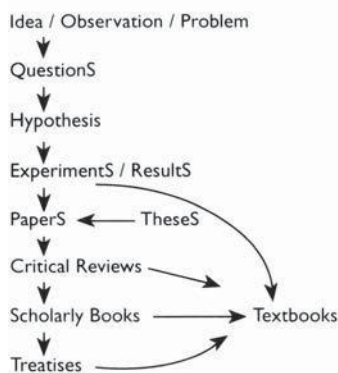 Idea / Observation / Problem
QuestionS
Hypothesis
ExperimentS / ResultS
PaperS TheseS
Critical Reviews
Scholarly Books Textbooks
Treatises